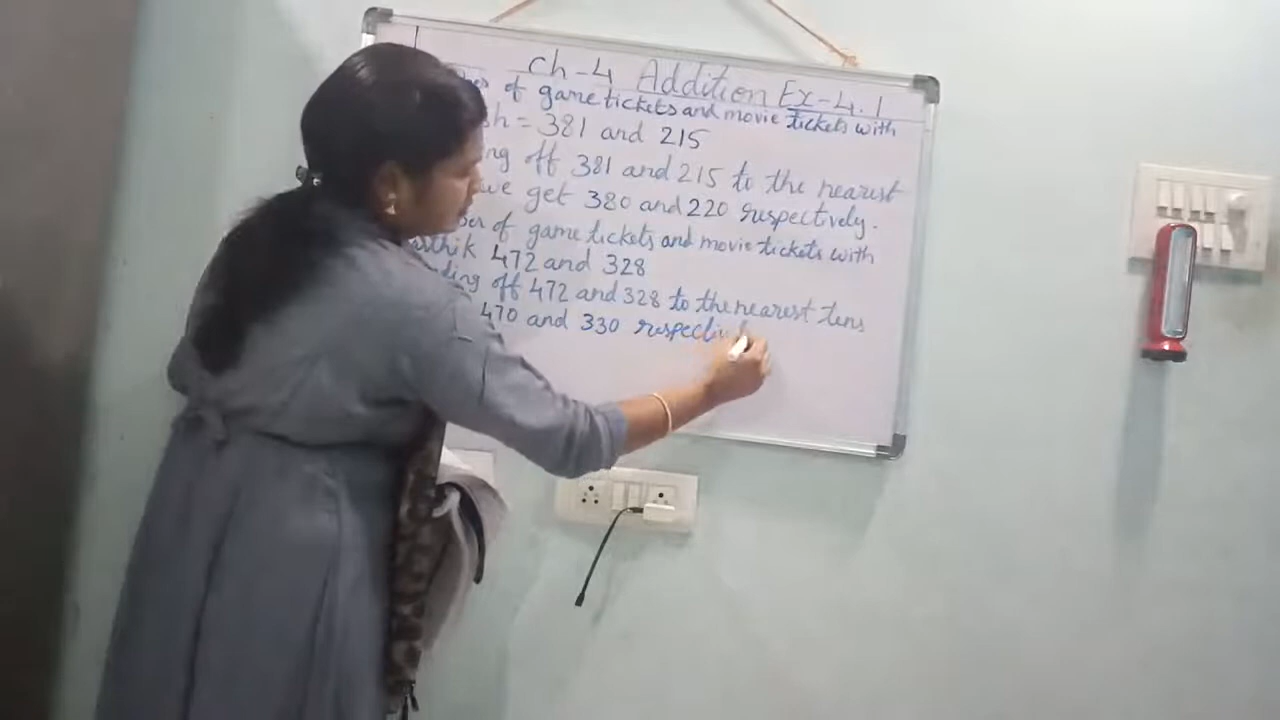 Ch-4 Addition Ex-4.1
of game tickets and movie tickets with
= 381 and 215
off 381 and 215 to the nearest
we get 380 and 220 respectively.
of game tickets and movie tickets with
472 and 328
off 472 and 328 to the nearest tens
470 and 330